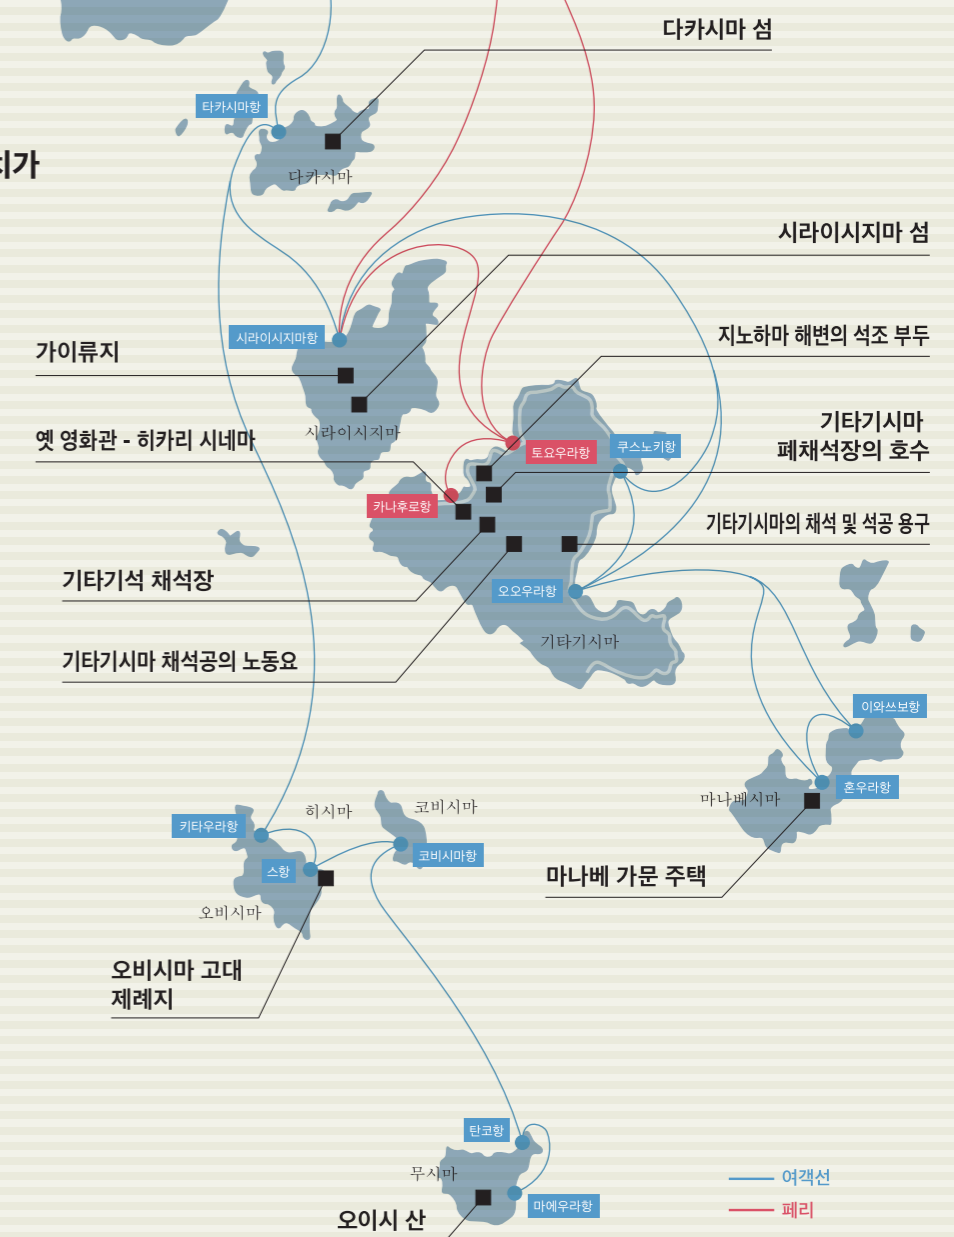 다카시마 섬
타카시마항
치가
다카시마
시라이시지마 섬
시라이시지마항
지노하마 해변의 석조 부두
가이류지
기타기시마
폐채석장의 호수
시라이시지마
옛 영화관 - 히카리 시네마
토요우라항
쿠스노키항
카나후로항
기타기시마의 채석 및 석공 용구
기타기석 채석장
오오우라항
기타기시마
기타기시마 채석공의 노동요
이와쓰보항
마나베시마
혼우라항
히시마
코비시마
키타우라항
코비시마항
스항
마나베 가문 주택
오비시마
오비시마 고대
제례지
탄코항
무시마
마에우라항
오이시 산
여객선
페리